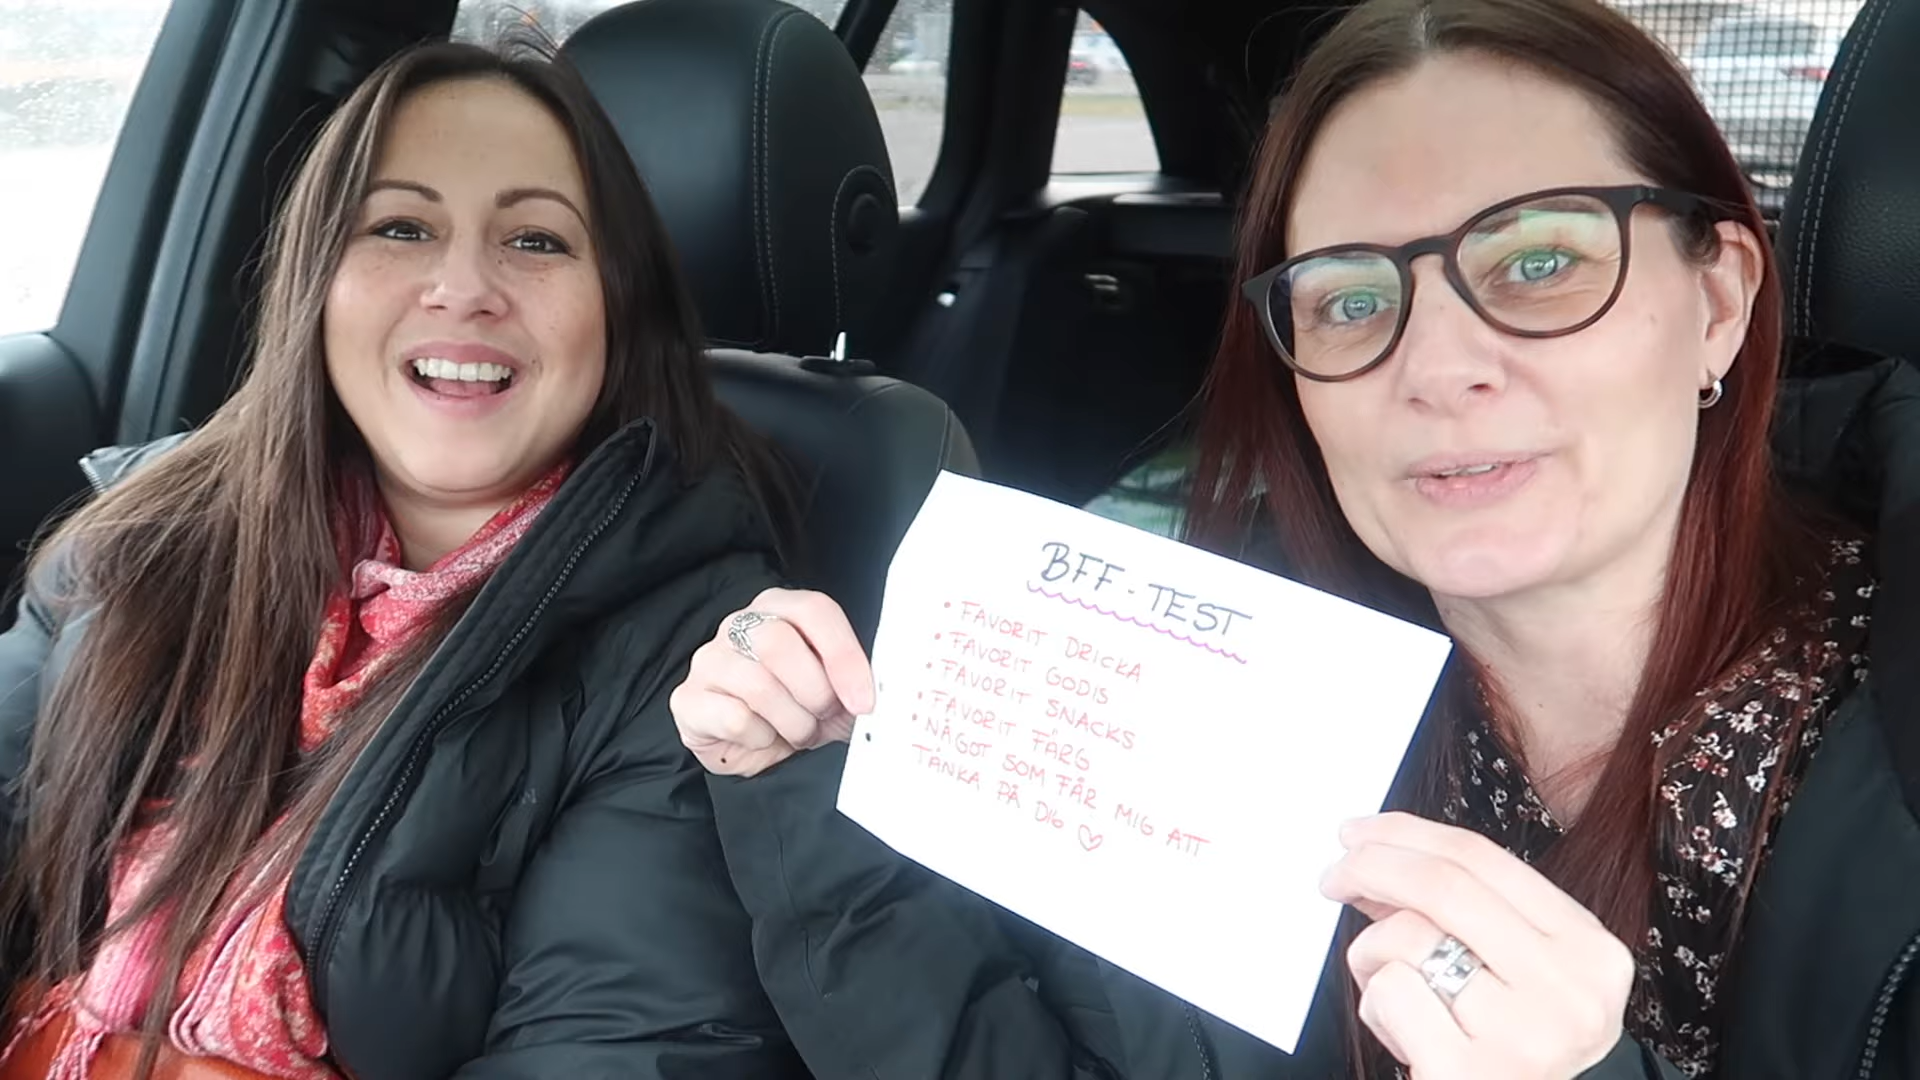 BFF-TEST
• FAVORIT DRICKA
• FAVORIT GODIS
• FAVORIT SNACKS
• FAVORIT FÄRG
• NÅGOT SOM FÅR MIG ATT
TÄNKA PÅ DIG ♡